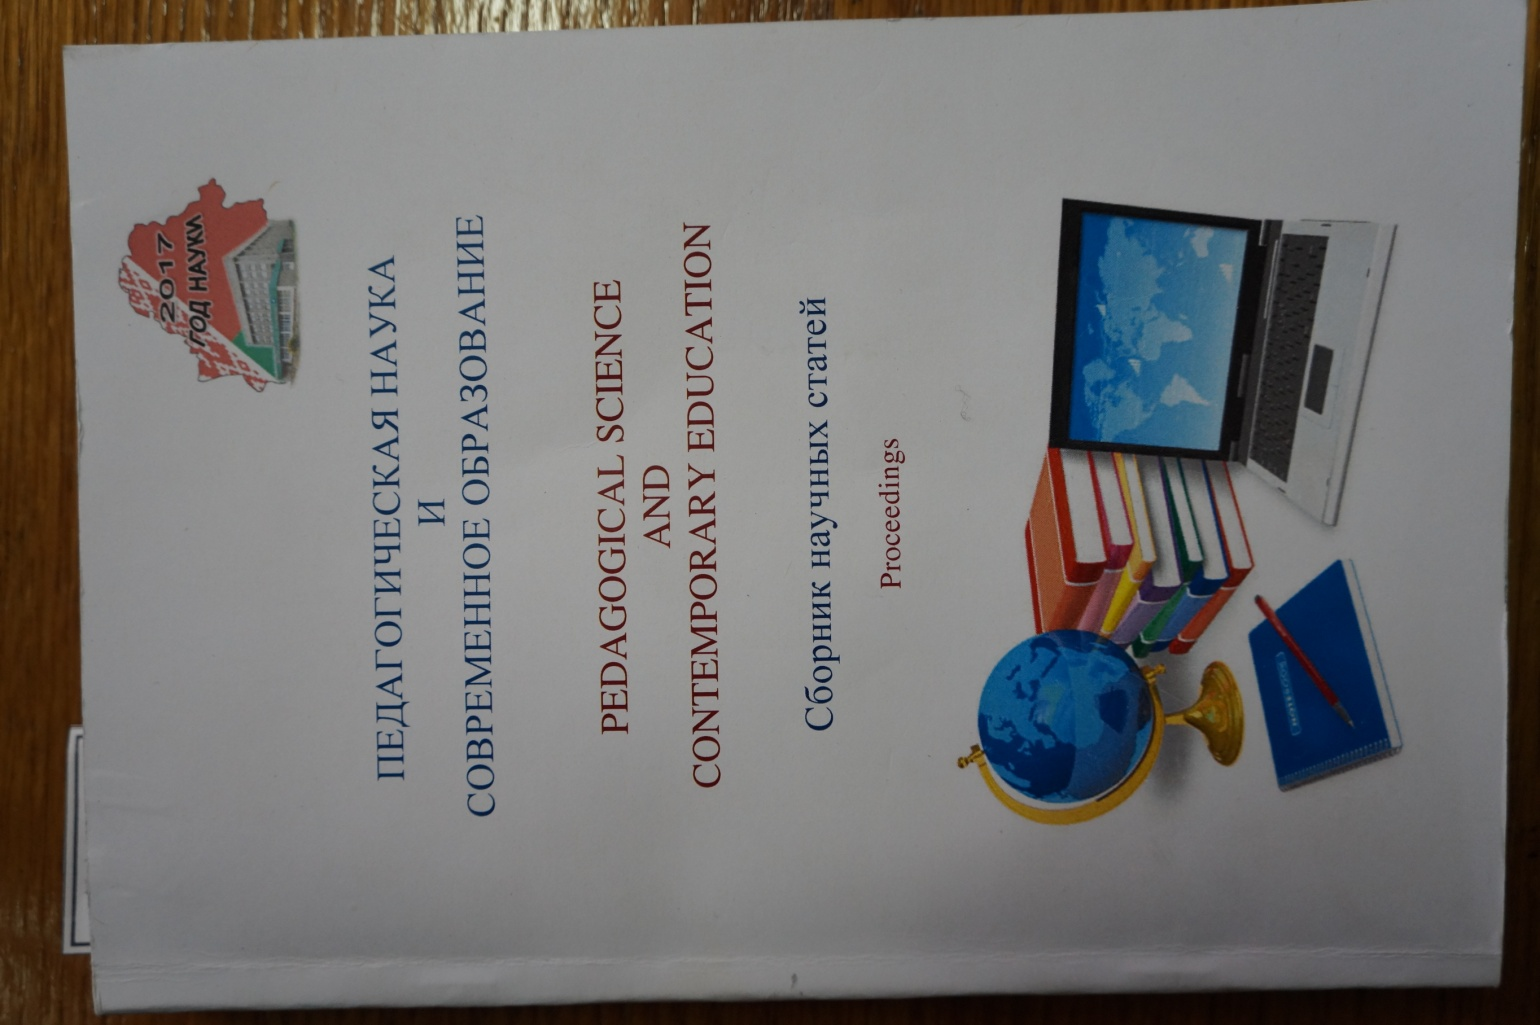 2017
ГОД НАУКИ
ПЕДАГОГИЧЕСКАЯ НАУКА
И
СОВРЕМЕННОЕ ОБРАЗОВАНИЕ
PEDAGOGICAL SCIENCE
AND
CONTEMPORARY EDUCATION
Сборник научных статей
Proceedings